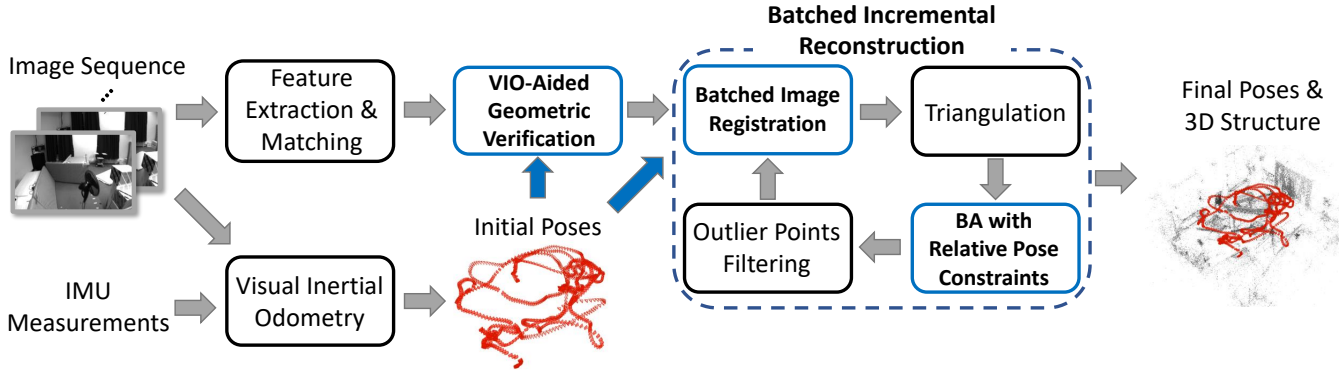 Batched Incremental
Reconstruction
Image Sequence
Feature
Extraction &
Matching
VIO-Aided
Geometric
Verification
Batched Image
Registration
Triangulation
Final Poses &
3D Structure
Initial Poses
Outlier Points
Filtering
BA with
Relative Pose
Constraints
IMU
Measurements
Visual Inertial
Odometry